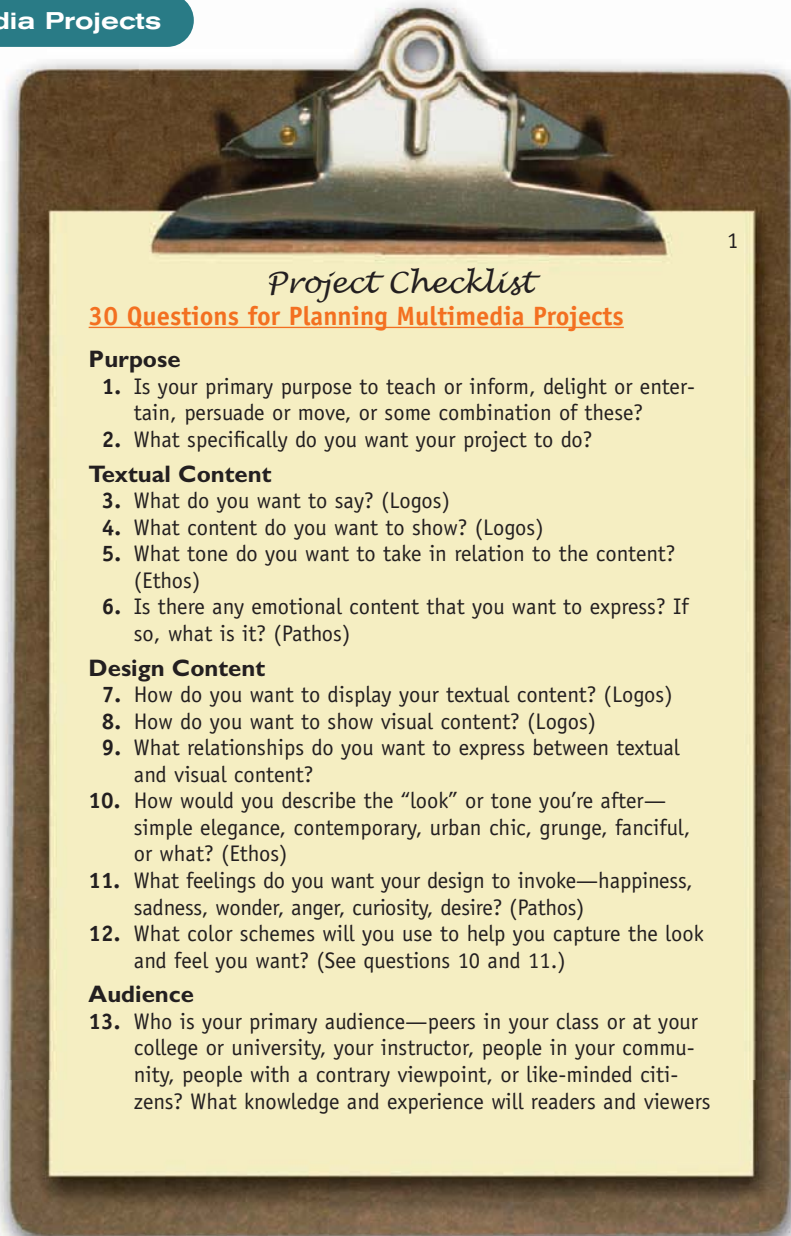 dia Projects
1
Project Checklist
30 Questions for Planning Multimedia Projects
Purpose
1. Is your primary purpose to teach or inform, delight or enter-
tain, persuade or move, or some combination of these?
2. What specifically do you want your project to do?
Textual Content
3. What do you want to say? (Logos)
4. What content do you want to show? (Logos)
5. What tone do you want to take in relation to the content?
(Ethos)
6. Is there any emotional content that you want to express? If
so, what is it? (Pathos)
Design Content
7. How do you want to display your textual content? (Logos)
8. How do you want to show visual content? (Logos)
9. What relationships do you want to express between textual
and visual content?
10. How would you describe the “look” or tone you’re after—
simple elegance, contemporary, urban chic, grunge, fanciful,
or what? (Ethos)
11. What feelings do you want your design to invoke—happiness,
sadness, wonder, anger, curiosity, desire? (Pathos)
12. What color schemes will you use to help you capture the look
and feel you want? (See questions 10 and 11.)
Audience
13. Who is your primary audience—peers in your class or at your
college or university, your instructor, people in your commu-
nity, people with a contrary viewpoint, or like-minded citi-
zens? What knowledge and experience will readers and viewers